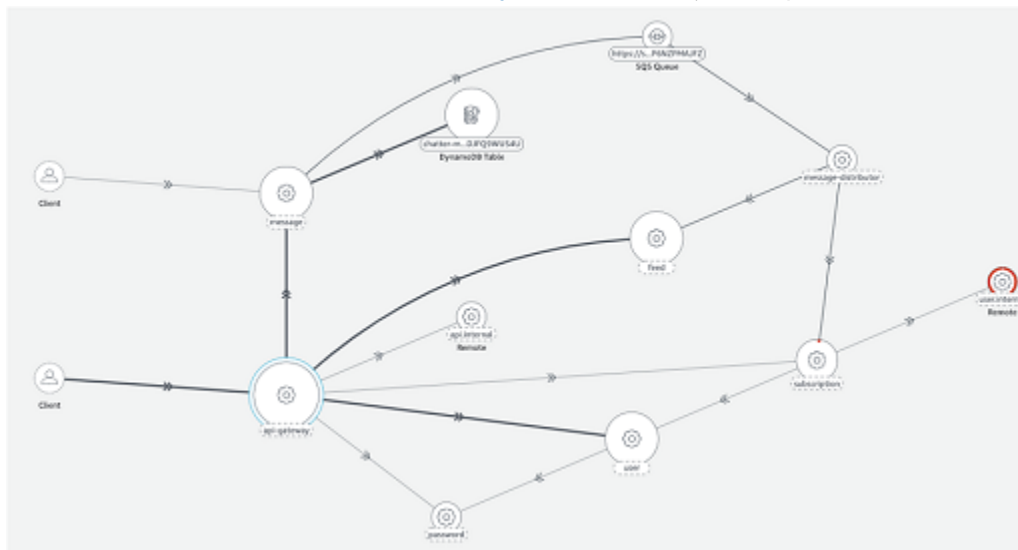 SQS Queue
DynamoDB Table
message-distributor
Client
message
feed
api.internal
Remote
Remote
subscription
Client
api-gateway
user
password